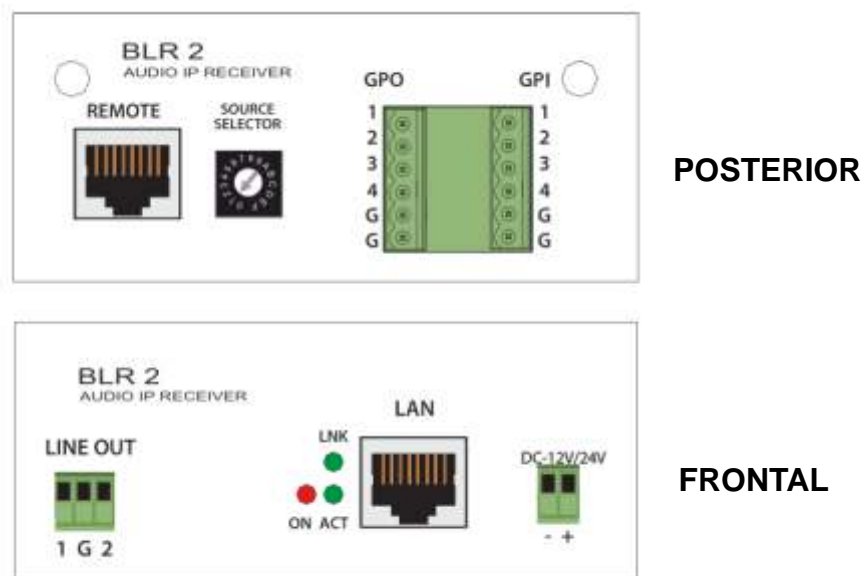 BLR 2
AUDIO IP RECEIVER
REMOTE
SOURCE
SELECTOR
GPO
GPI
1 1
2 2
3 3
4 4
G G
G G
POSTERIOR
BLR 2
AUDIO IP RECEIVER
LINE OUT
1 G 2
LAN
LNK
ON ACT
DC-12V/24V
- +
FRONTAL